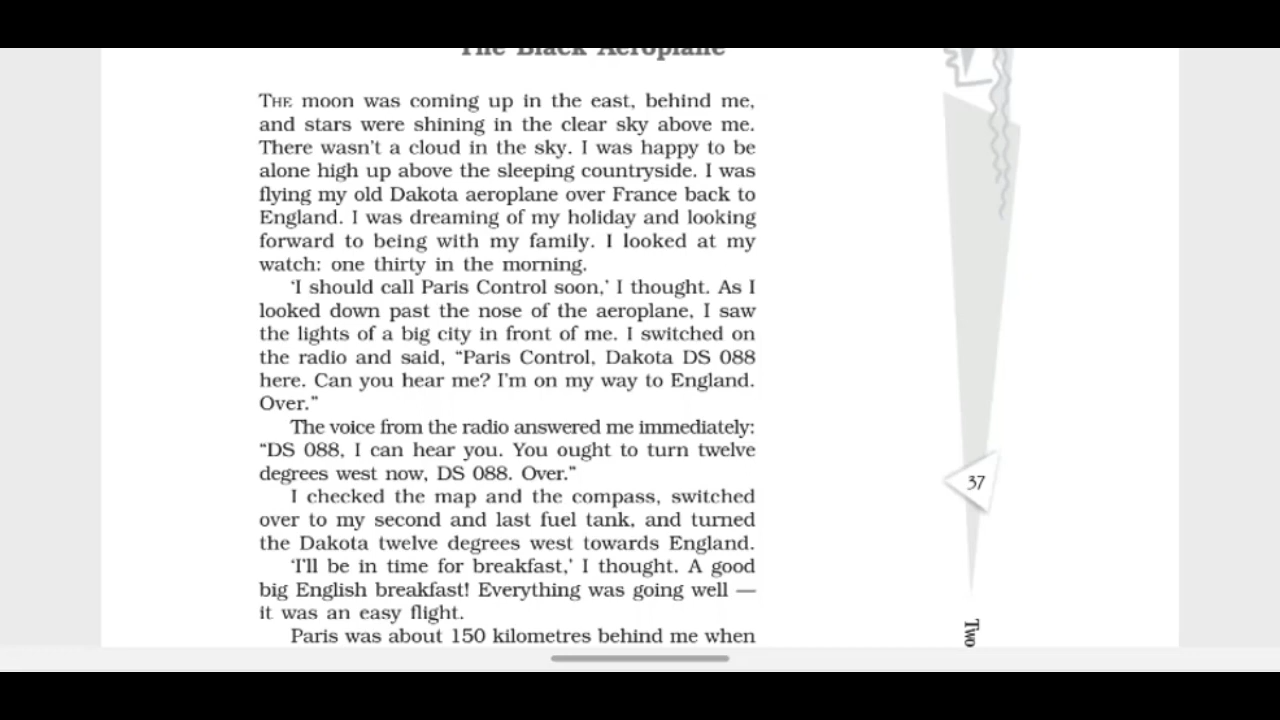 The Black Aeroplane
THE moon was coming up in the east, behind me,
and stars were shining in the clear sky above me.
There wasn't a cloud in the sky. I was happy to be
alone high up above the sleeping countryside. I was
flying my old Dakota aeroplane over France back to
England. I was dreaming of my holiday and looking
forward to being with my family. I looked at my
watch: one thirty in the morning.
‘I should call Paris Control soon,’ I thought. As I
looked down past the nose of the aeroplane, I saw
the lights of a big city in front of me. I switched on
the radio and said, “Paris Control, Dakota DS 088
here. Can you hear me? I'm on my way to England.
Over.”
The voice from the radio answered me immediately:
“DS 088, I can hear you. You ought to turn twelve
degrees west now, DS 088. Over.”
I checked the map and the compass, switched
over to my second and last fuel tank, and turned
the Dakota twelve degrees west towards England.
‘I'll be in time for breakfast,’ I thought. A good
big English breakfast! Everything was going well —
it was an easy flight.
Paris was about 150 kilometres behind me when
37
Two